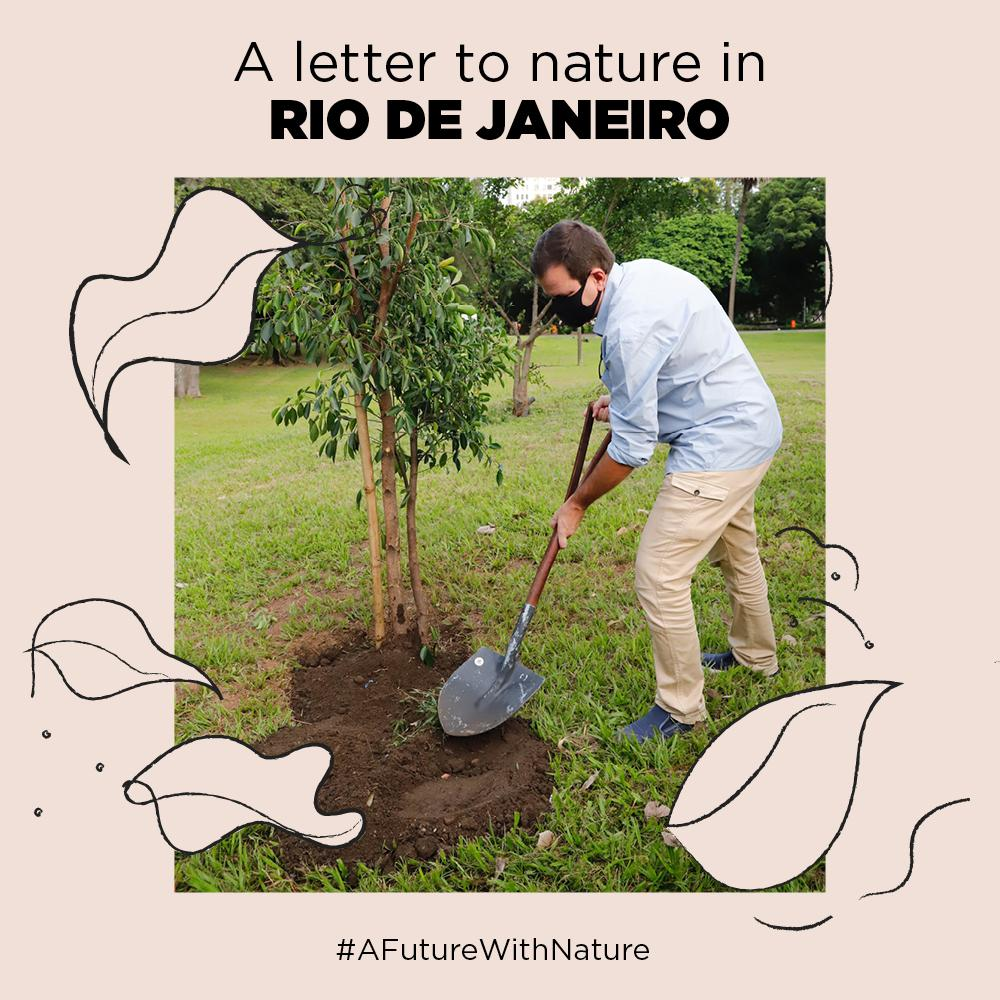 A letter to nature in
RIO DE JANEIRO
#AFutureWithNature